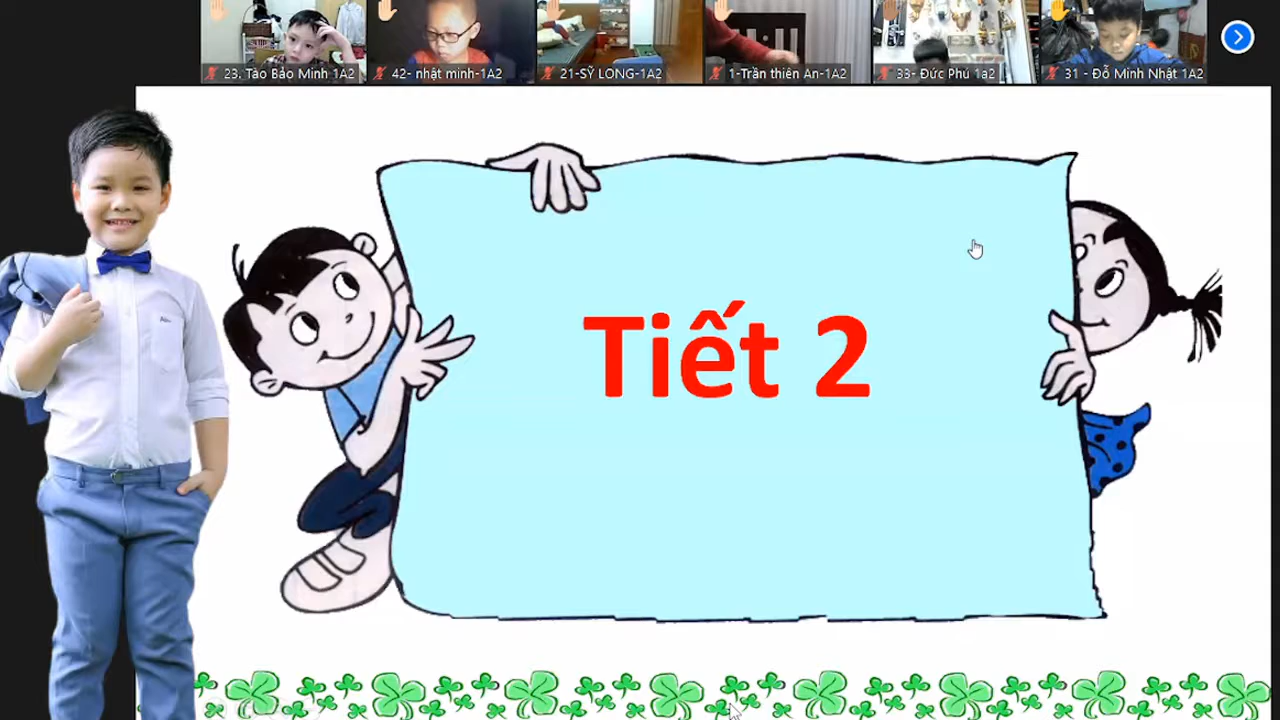 23. Tào Bảo Minh 1A2
42- nhật minh-1A2
21-SỸ LONG-1A2
1-Trần thiên An-1A2
33- Đức Phú 1a2
31 - Đỗ Minh Nhật 1A2
Tiết 2